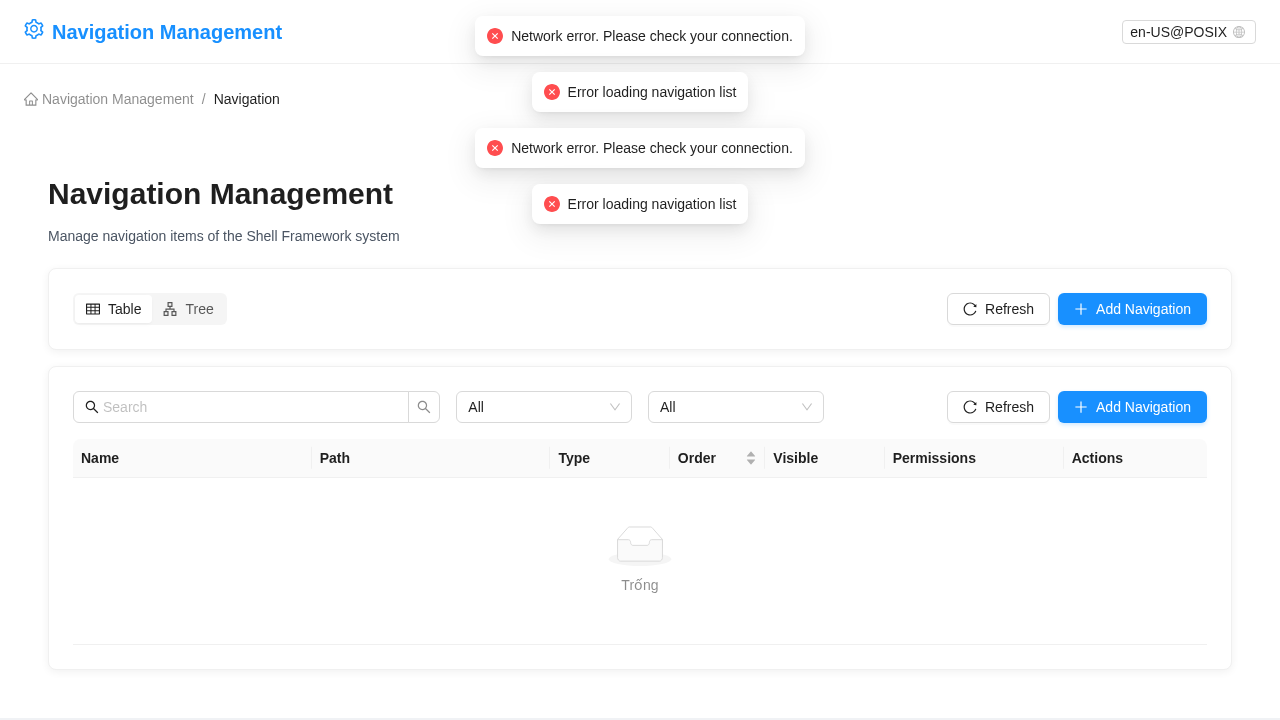 Navigation Management
en-US@POSIX
Network error. Please check your connection.
Error loading navigation list
Network error. Please check your connection.
Error loading navigation list
Navigation Management / Navigation
Navigation Management
Manage navigation items of the Shell Framework system
Table Tree Refresh Add Navigation
Search All All Refresh Add Navigation
Name Path Type Order Visible Permissions Actions
Trống